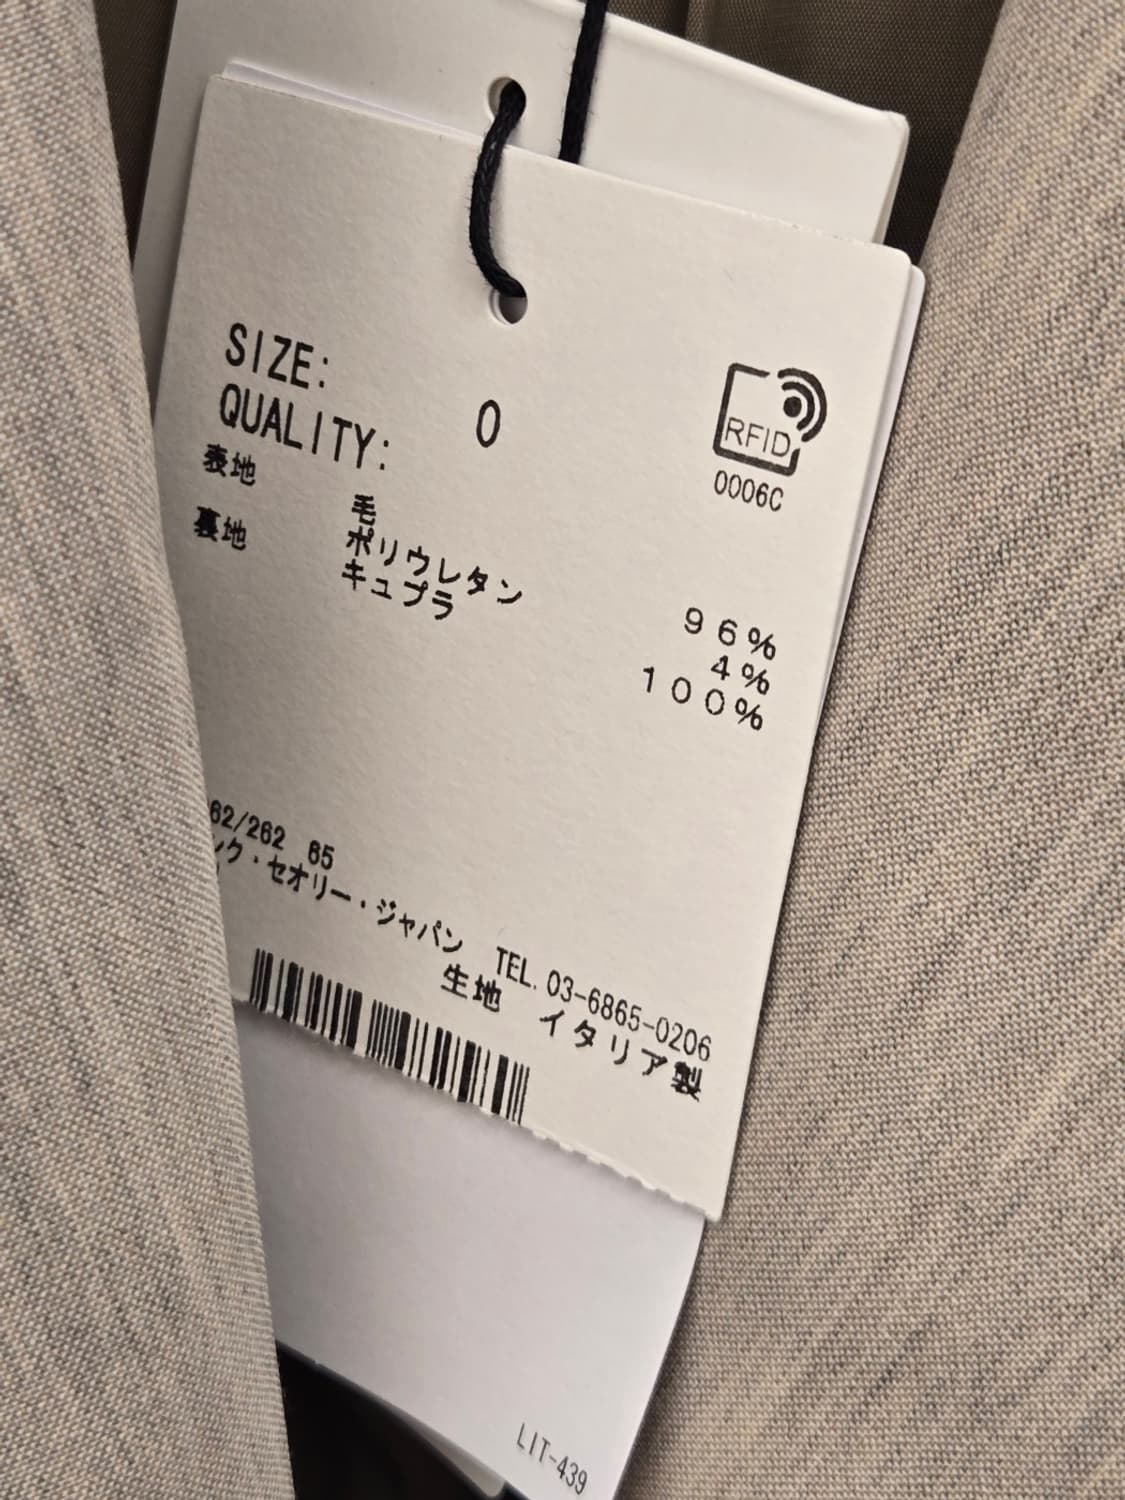 SIZE: 0
QUALITY:
RFID
0006C
表地 毛 96%
ポリウレタン 4%
裏地 キュプラ 100%
62/262 65
ンク・セオリー・ジャパン TEL. 03-6865-0206
生地 イタリア製
LIT-439